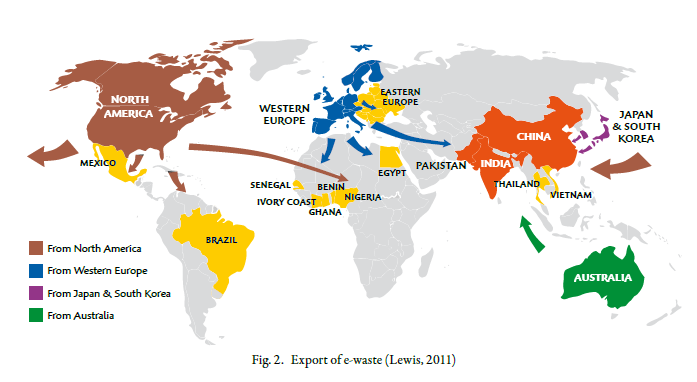 NORTH
AMERICA
WESTERN
EUROPE
EASTERN
EUROPE
JAPAN
& SOUTH
KOREA
CHINA
MEXICO
PAKISTAN
INDIA
EGYPT
SENEGAL
BENIN
THAILAND
NIGERIA
VIETNAM
IVORY COAST
GHANA
BRAZIL
AUSTRALIA
From North America
From Western Europe
From Japan & South Korea
From Australia
Fig. 2. Export of e-waste (Lewis, 2011)